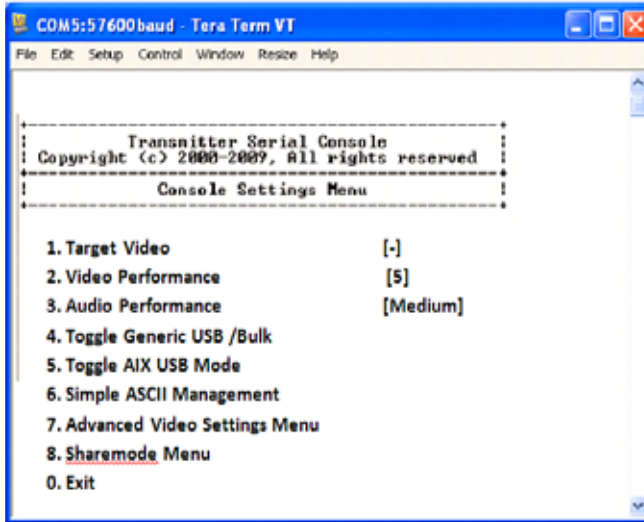 COM5:57600baud - Tera Term VT
File Edit Setup Control Window Resize Help
Transmitter Serial Console
Copyright (c) 2000-2009, All rights reserved
Console Settings Menu
1. Target Video [-]
2. Video Performance [5]
3. Audio Performance [Medium]
4. Toggle Generic USB /Bulk
5. Toggle AIX USB Mode
6. Simple ASCII Management
7. Advanced Video Settings Menu
8. Sharemode Menu
0. Exit